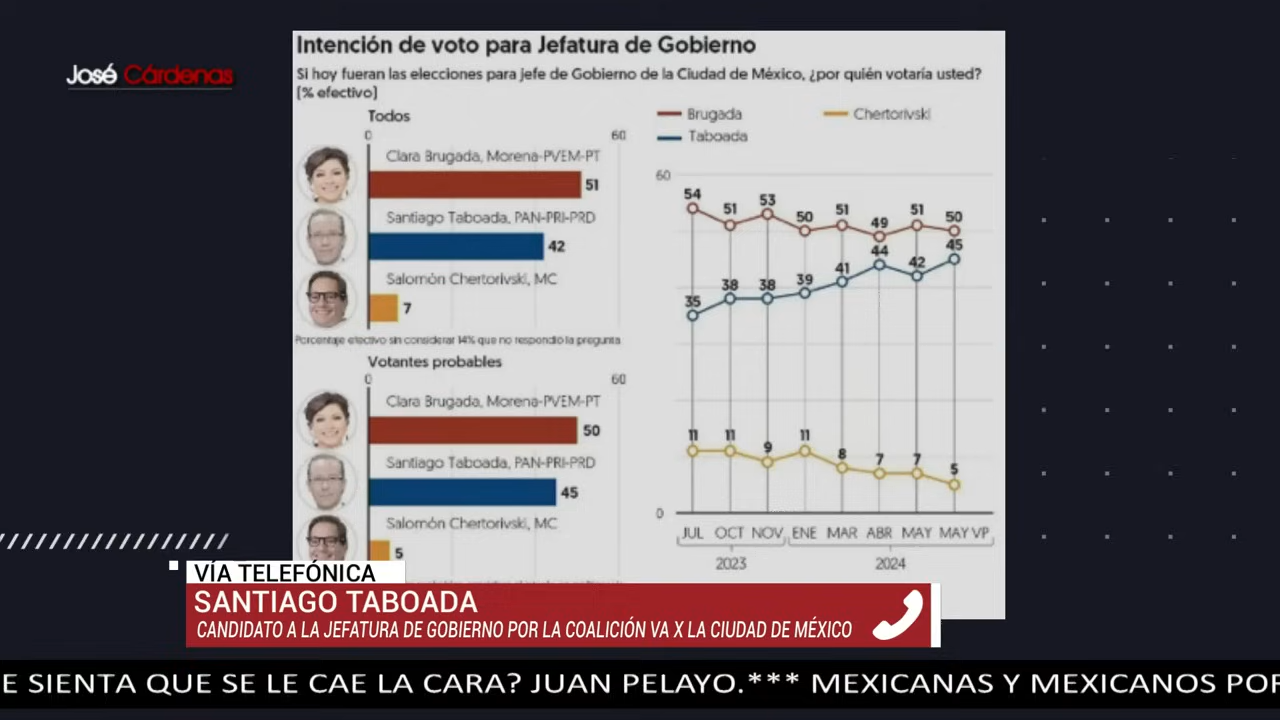 José Cárdenas
Intención de voto para Jefatura de Gobierno
Si hoy fueran las elecciones para jefe de Gobierno de la Ciudad de México, ¿por quién votaría usted?
[% efectivo]
Todos
0 60
Clara Brugada, Morena-PVEM-PT
51
Santiago Taboada, PAN-PRI-PRD
42
Salomón Chertorivski, MC
7
Porcentaje efectivo sin considerar 14% que no respondió la pregunta
Votantes probables
0 60
Clara Brugada, Morena-PVEM-PT
50
Santiago Taboada, PAN-PRI-PRD
45
Salomón Chertorivski, MC
5
Brugada Chertorivski
Taboada
60
54 51 53 50 51 49 51 50
35 38 38 39 41 44 42 45
11 11 9 11 8 7 7 5
0
JUL OCT NOV ENE MAR ABR MAY MAY VP
2023 2024
VÍA TELEFÓNICA
SANTIAGO TABOADA
CANDIDATO A LA JEFATURA DE GOBIERNO POR LA COALICIÓN VA X LA CIUDAD DE MÉXICO
E SIENTA QUE SE LE CAE LA CARA? JUAN PELAYO.*** MEXICANAS Y MEXICANOS POR